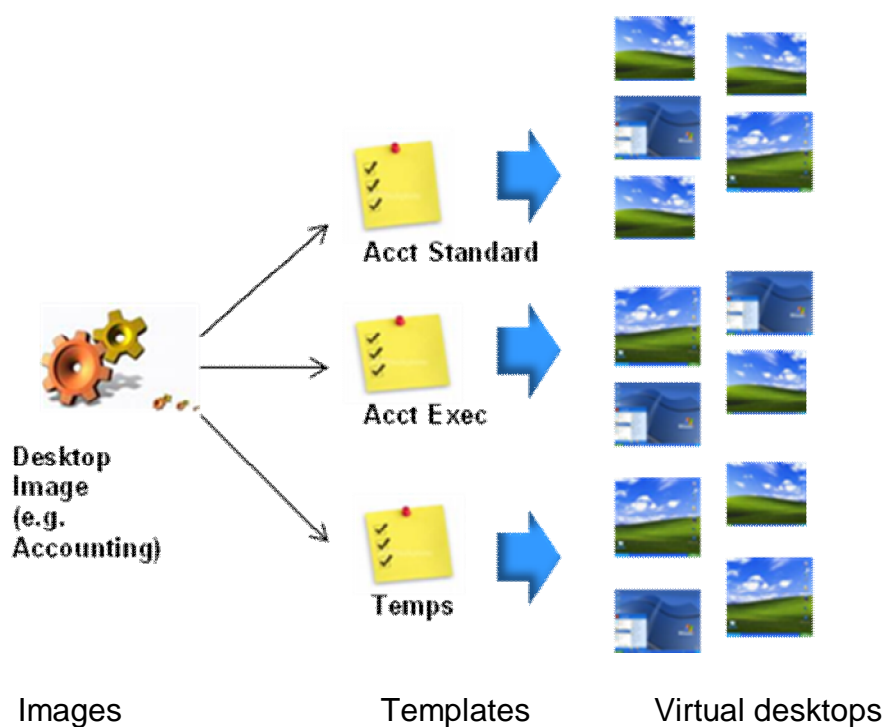 Acct Standard
Acct Exec
Desktop
Image
(e.g.
Accounting)
Temps
Images Templates Virtual desktops